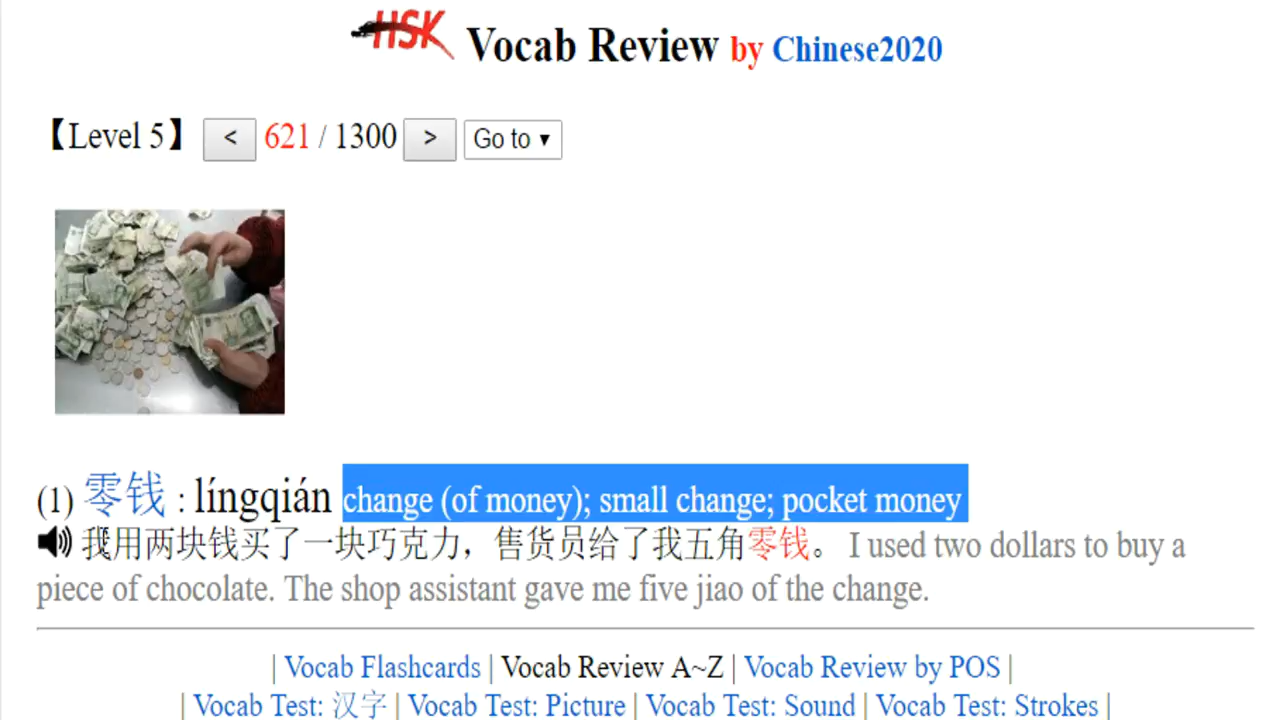 HSK Vocab Review by Chinese2020
【Level 5】 < 621 / 1300 > Go to ▼
(1) 零钱 : língqián change (of money); small change; pocket money
我用两块钱买了一块巧克力，售货员给了我五角零钱。 I used two dollars to buy a
piece of chocolate. The shop assistant gave me five jiao of the change.
| Vocab Flashcards | Vocab Review A~Z | Vocab Review by POS |
| Vocab Test: 汉字 | Vocab Test: Picture | Vocab Test: Sound | Vocab Test: Strokes |